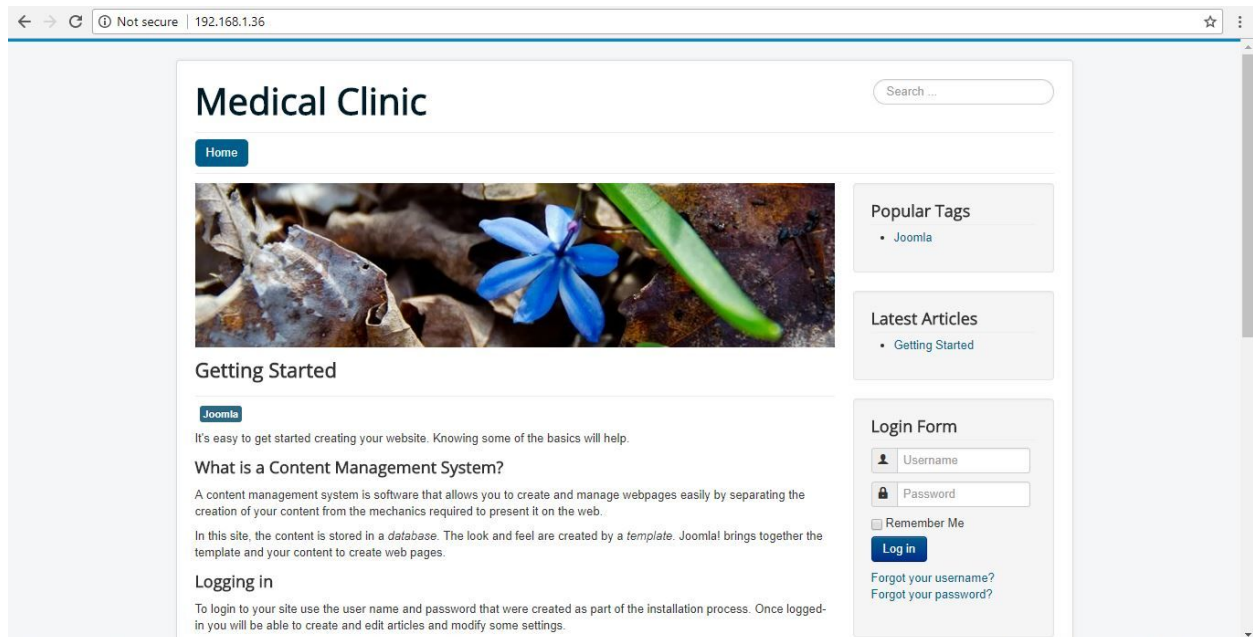 Not secure | 192.168.1.36
Medical Clinic
Search ...
Home
Getting Started
Joomla
It's easy to get started creating your website. Knowing some of the basics will help.
What is a Content Management System?
A content management system is software that allows you to create and manage webpages easily by separating the
creation of your content from the mechanics required to present it on the web.
In this site, the content is stored in a database. The look and feel are created by a template. Joomla! brings together the
template and your content to create web pages.
Logging in
To login to your site use the user name and password that were created as part of the installation process. Once logged-
in you will be able to create and edit articles and modify some settings.
Popular Tags
Joomla
Latest Articles
Getting Started
Login Form
Username
Password
Remember Me
Log in
Forgot your username?
Forgot your password?